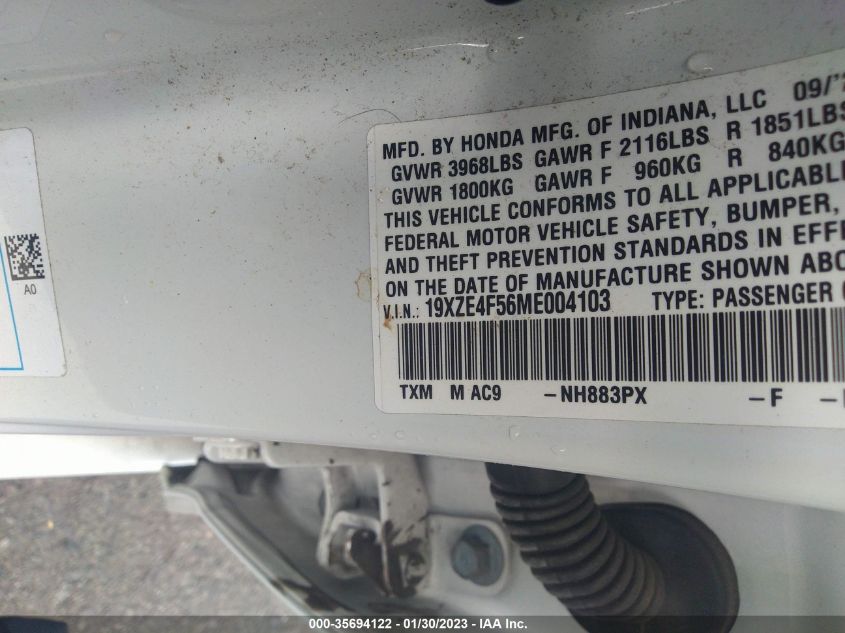 MFD. BY HONDA MFG. OF INDIANA, LLC 09/'
GVWR 3968LBS GAWR F 2116LBS R 1851LBS
GVWR 1800KG GAWR F 960KG R 840KG
THIS VEHICLE CONFORMS TO ALL APPLICABLE
FEDERAL MOTOR VEHICLE SAFETY, BUMPER,
AND THEFT PREVENTION STANDARDS IN EFFE
ON THE DATE OF MANUFACTURE SHOWN ABO
V.I.N.: 19XZE4F56ME004103 TYPE: PASSENGER
A0
TXM M AC9 -NH883PX -F -
000-35694122 - 01/30/2023 - IAA Inc.